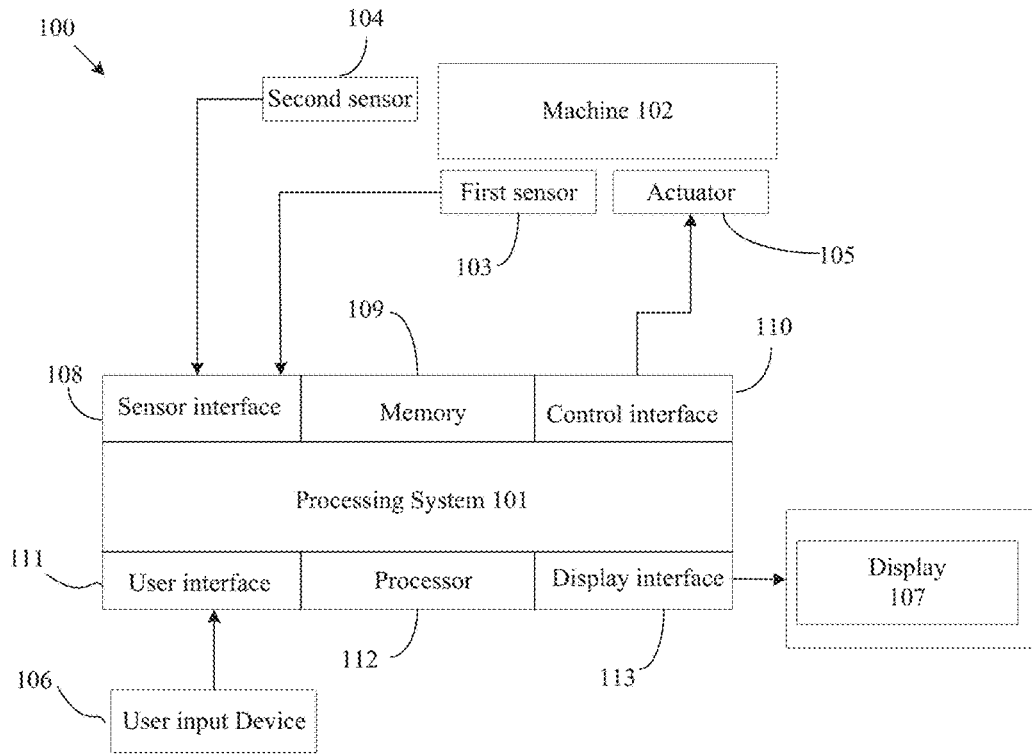 100
104
Second sensor
Machine 102
First sensor
Actuator
103
105
109
110
108
Sensor interface
Memory
Control interface
Processing System 101
111
User interface
Processor
Display interface
Display
107
112
113
106
User input Device